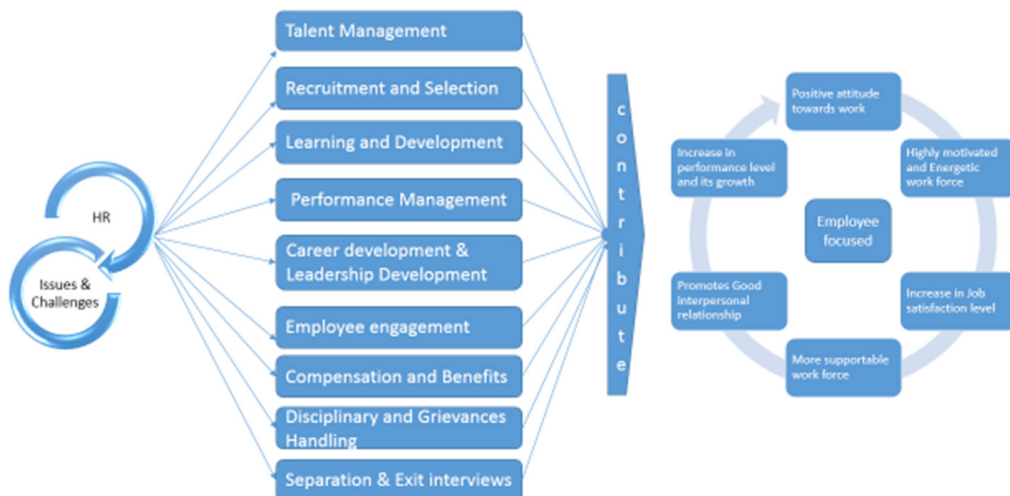 HR
Issues &
Challenges
Talent Management
Recruitment and Selection
Learning and Development
Performance Management
Career development &
Leadership Development
Employee engagement
Compensation and Benefits
Disciplinary and Grievances
Handling
Separation & Exit interviews
contribute
Positive attitude
towards work
Highly motivated
and Energetic
work force
Increase in Job
satisfaction level
More supportable
work force
Promotes Good
interpersonal
relationship
Increase in
performance level
and its growth
Employee
focused